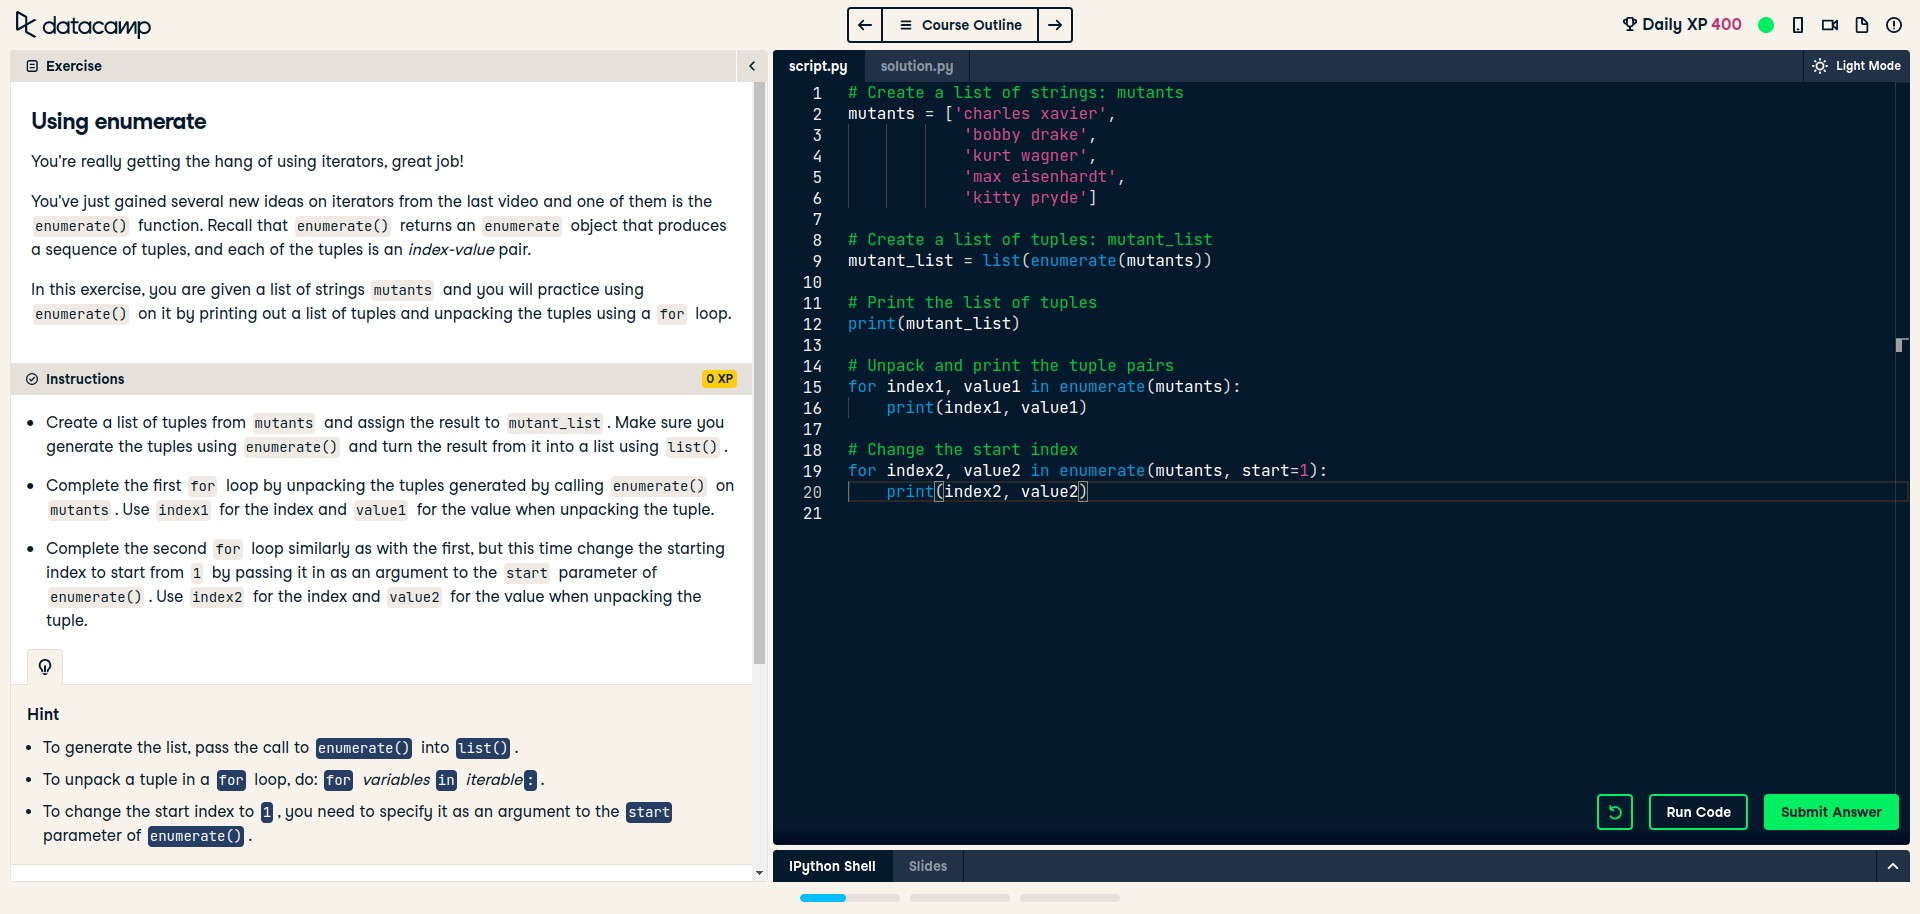 datacamp
Course Outline
Daily XP 400
Exercise
Using enumerate
You're really getting the hang of using iterators, great job!
You've just gained several new ideas on iterators from the last video and one of them is the
enumerate() function. Recall that enumerate() returns an enumerate object that produces
a sequence of tuples, and each of the tuples is an index-value pair.
In this exercise, you are given a list of strings mutants and you will practice using
enumerate() on it by printing out a list of tuples and unpacking the tuples using a for loop.
Instructions
0 XP
• Create a list of tuples from mutants and assign the result to mutant_list. Make sure you
generate the tuples using enumerate() and turn the result from it into a list using list().
• Complete the first for loop by unpacking the tuples generated by calling enumerate() on
mutants. Use index1 for the index and value1 for the value when unpacking the tuple.
• Complete the second for loop similarly as with the first, but this time change the starting
index to start from 1 by passing it in as an argument to the start parameter of
enumerate(). Use index2 for the index and value2 for the value when unpacking the
tuple.
Hint
• To generate the list, pass the call to enumerate() into list().
• To unpack a tuple in a for loop, do: for variables in iterable:.
• To change the start index to 1, you need to specify it as an argument to the start
parameter of enumerate().
script.py
solution.py
Light Mode
1 # Create a list of strings: mutants
2 mutants = ['charles xavier',
3             'bobby drake',
4             'kurt wagner',
5             'max eisenhardt',
6             'kitty pryde']
7
8 # Create a list of tuples: mutant_list
9 mutant_list = list(enumerate(mutants))
10
11 # Print the list of tuples
12 print(mutant_list)
13
14 # Unpack and print the tuple pairs
15 for index1, value1 in enumerate(mutants):
16     print(index1, value1)
17
18 # Change the start index
19 for index2, value2 in enumerate(mutants, start=1):
20     print(index2, value2)
21
Run Code
Submit Answer
IPython Shell
Slides